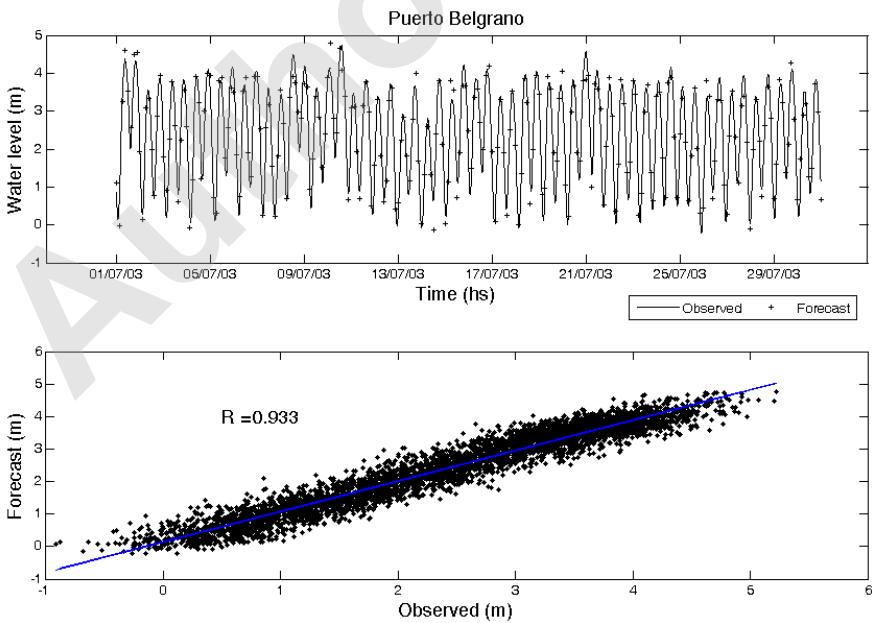 Puerto Belgrano
5
4
3
2
1
0
-1
Water level (m)
01/07/03 05/07/03 09/07/03 13/07/03 17/07/03 21/07/03 25/07/03 29/07/03
Time (hs)
Observed + Forecast
Autho
6
5
4
3
2
1
0
-1
Forecast (m)
R =0.933
-1 0 1 2 3 4 5 6
Observed (m)